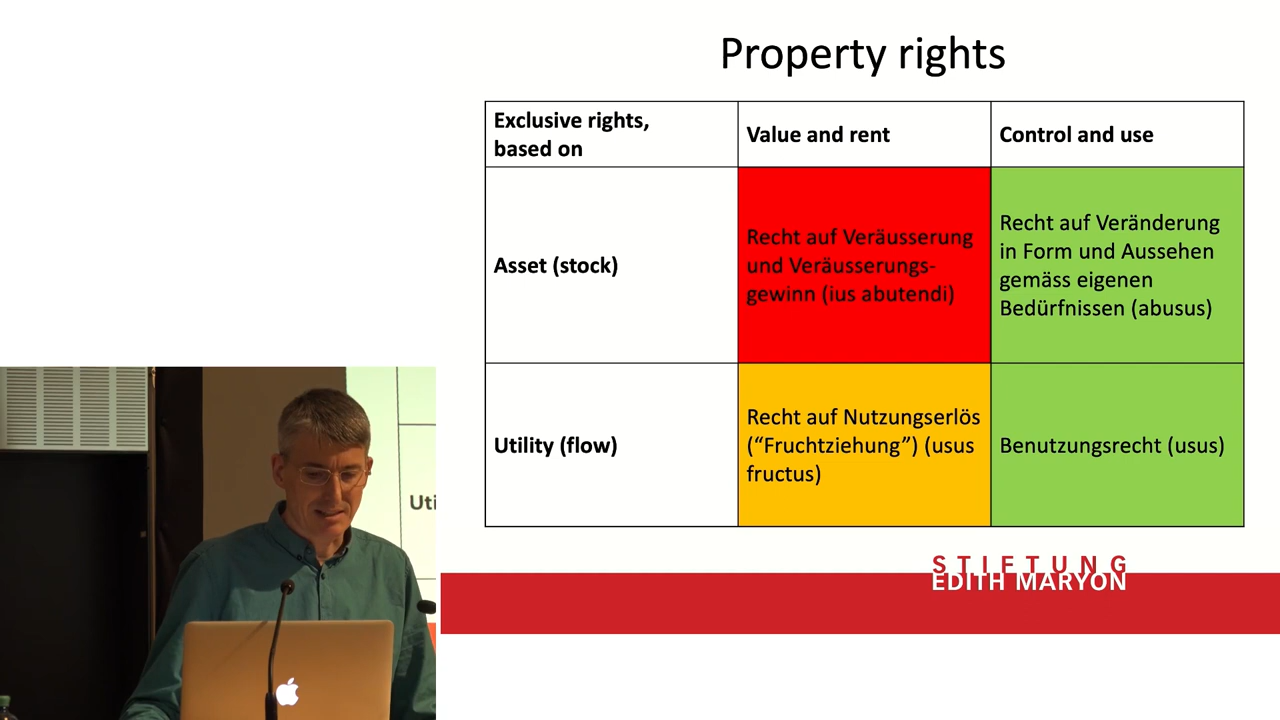 Property rights
Exclusive rights,
based on
Value and rent
Control and use
Asset (stock)
Recht auf Veräusserung
und Veräusserungs-
gewinn (ius abutendi)
Recht auf Veränderung
in Form und Aussehen
gemäss eigenen
Bedürfnissen (abusus)
Utility (flow)
Recht auf Nutzungserlös
(“Fruchtziehung”) (usus
fructus)
Benutzungsrecht (usus)
STIFTUNG
EDITH MARYON
Uti